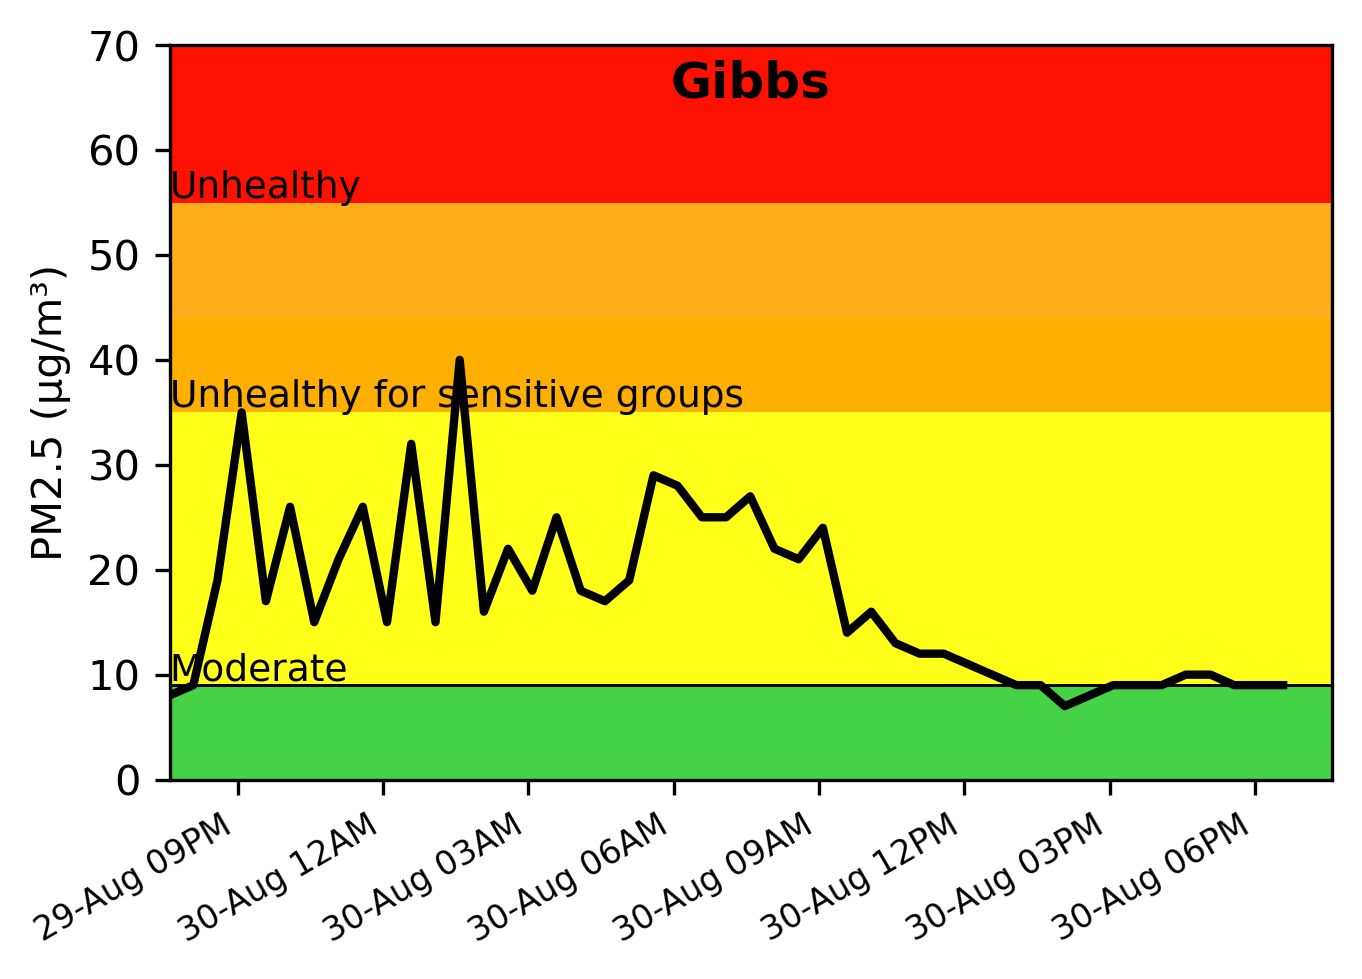 Gibbs
PM2.5 (µg/m³)
70
60
Unhealthy
50
40
Unhealthy for sensitive groups
30
20
Moderate
10
0
29-Aug 09PM
30-Aug 12AM
30-Aug 03AM
30-Aug 06AM
30-Aug 09AM
30-Aug 12PM
30-Aug 03PM
30-Aug 06PM